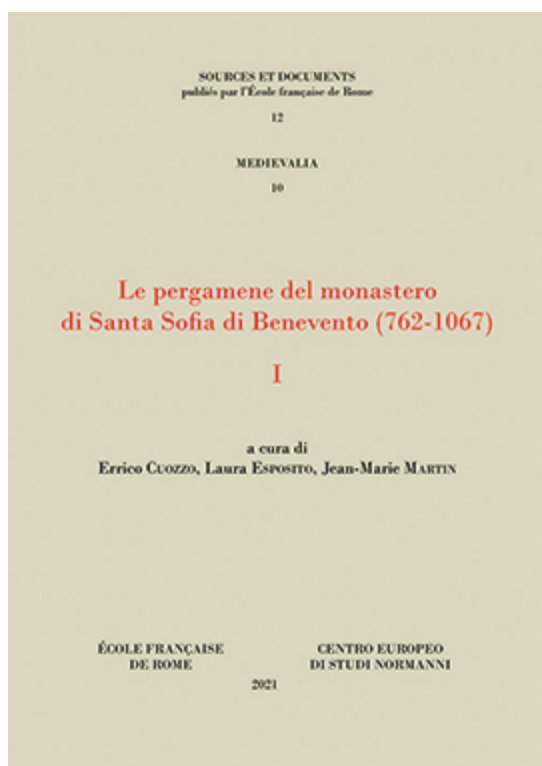 SOURCES ET DOCUMENTS
publiés par l'École française de Rome
12
MEDIEVALIA
10
Le pergamene del monastero
di Santa Sofia di Benevento (762-1067)
I
a cura di
Errico CUOZZO, Laura ESPOSITO, Jean-Marie MARTIN
ÉCOLE FRANÇAISE
DE ROME
CENTRO EUROPEO
DI STUDI NORMANNI
2021